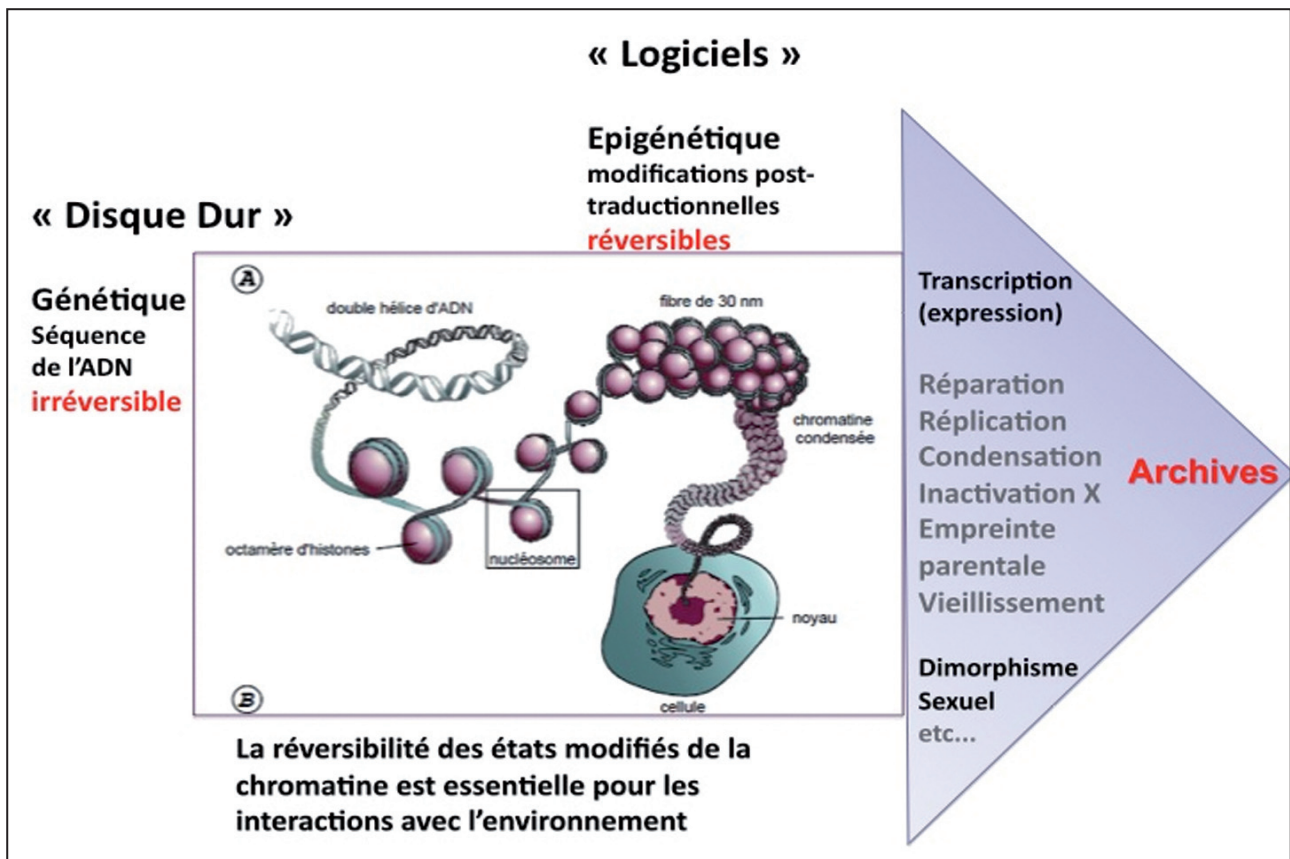 « Logiciels »
Epigénétique
modifications post-
traductionnelles
réversibles
« Disque Dur »
Génétique
Séquence
de l’ADN
irréversible
A
double hélice d'ADN
fibre de 30 nm
chromatine
condensée
octamère d'histones
nucléosome
noyau
cellule
B
Transcription
(expression)
Réparation
Réplication
Condensation
Inactivation X
Empreinte
parentale
Vieillissement
Archives
Dimorphisme
Sexuel
etc...
La réversibilité des états modifiés de la
chromatine est essentielle pour les
interactions avec l’environnement